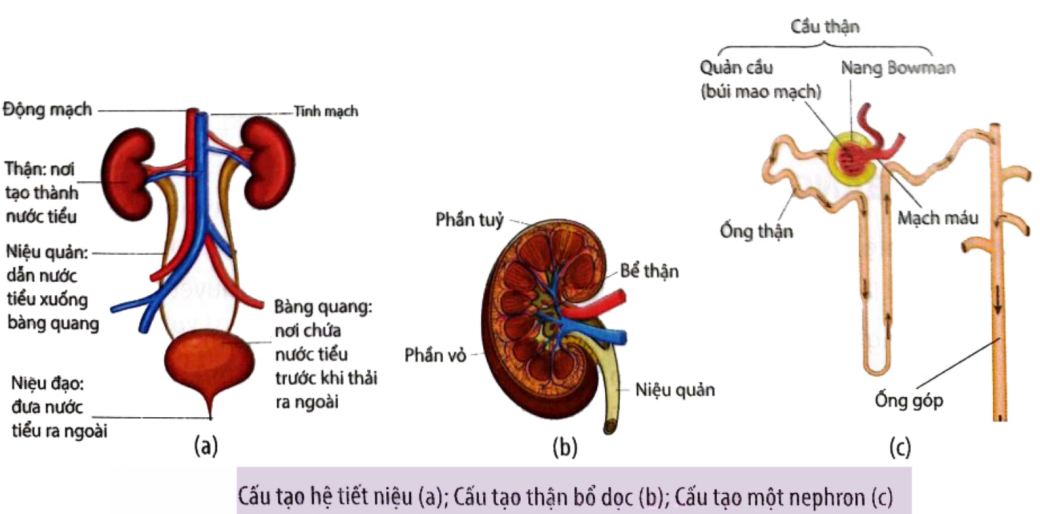 Động mạch
Tinh mạch
Thận: nơi
tạo thành
nước tiểu
Niệu quản:
dẫn nước
tiểu xuống
bàng quang
Bàng quang:
nơi chứa
nước tiểu
trước khi thải
ra ngoài
Niệu đạo:
đưa nước
tiểu ra ngoài
(a)
Phần tuỷ
Bể thận
Phần vỏ
Niệu quản
(b)
Cầu thận
Quản cầu
(búi mao mạch)
Nang Bowman
Ống thận
Mạch máu
Ống góp
(c)
Cấu tạo hệ tiết niệu (a); Cấu tạo thận bổ dọc (b); Cấu tạo một nephron (c)